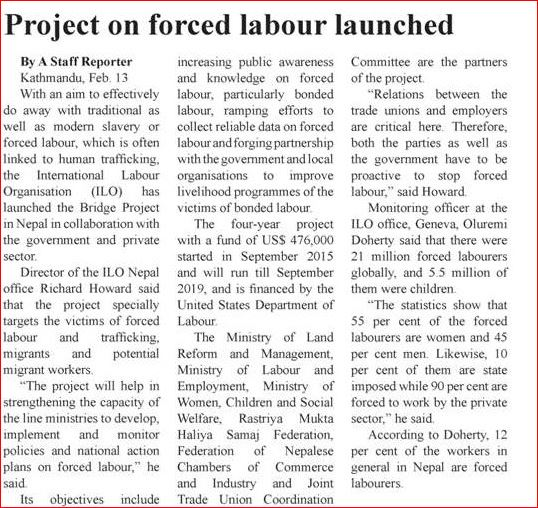 Project on forced labour launched
By A Staff Reporter
Kathmandu, Feb. 13
With an aim to effectively
do away with traditional as
well as modern slavery or
forced labour, which is often
linked to human trafficking,
the International Labour
Organisation (ILO) has
launched the Bridge Project
in Nepal in collaboration with
the government and private
sector.
Director of the ILO Nepal
office Richard Howard said
that the project specially
targets the victims of forced
labour and trafficking,
migrants and potential
migrant workers.
"The project will help in
strengthening the capacity of
the line ministries to develop,
implement and monitor
policies and national action
plans on forced labour," he
said.
Its objectives include
increasing public awareness
and knowledge on forced
labour, particularly bonded
labour, ramping efforts to
collect reliable data on forced
labour and forging partnership
with the government and local
organisations to improve
livelihood programmes of the
victims of bonded labour.
The four-year project
with a fund of US$ 476,000
started in September 2015
and will run till September
2019, and is financed by the
United States Department of
Labour.
The Ministry of Land
Reform and Management,
Ministry of Labour and
Employment, Ministry of
Women, Children and Social
Welfare, Rastriya Mukta
Haliya Samaj Federation,
Federation of Nepalese
Chambers of Commerce
and Industry and Joint
Trade Union Coordination
Committee are the partners
of the project.
"Relations between the
trade unions and employers
are critical here. Therefore,
both the parties as well as
the government have to be
proactive to stop forced
labour," said Howard.
Monitoring officer at the
ILO office, Geneva, Oluremi
Doherty said that there were
21 million forced labourers
globally, and 5.5 million of
them were children.
"The statistics show that
55 per cent of the forced
labourers are women and 45
per cent men. Likewise, 10
per cent of them are state
imposed while 90 per cent are
forced to work by the private
sector," he said.
According to Doherty, 12
per cent of the workers in
general in Nepal are forced
labourers.